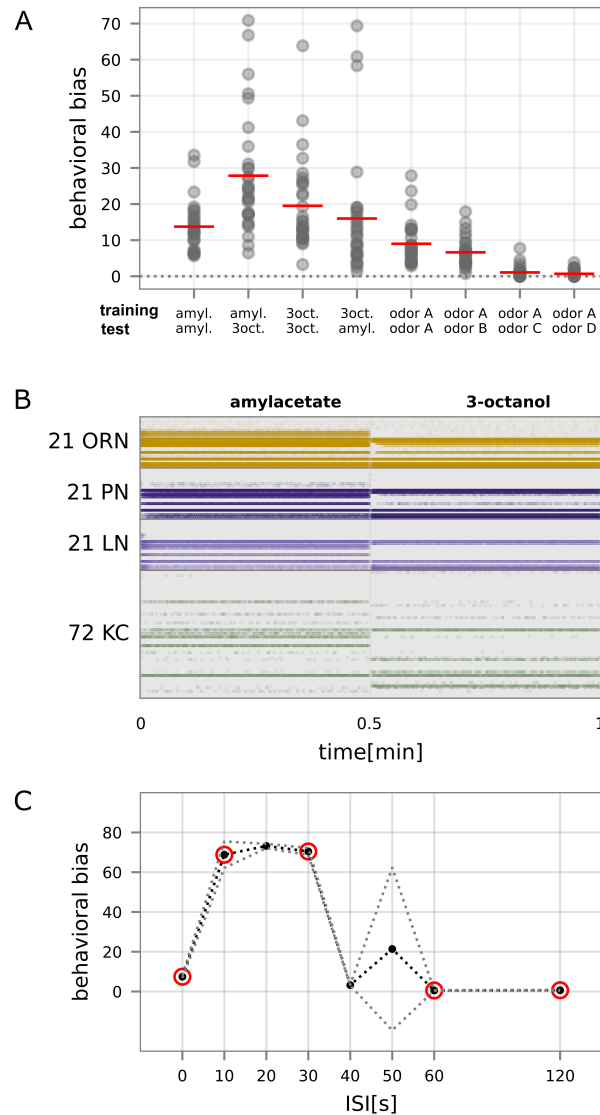 A
behavioral bias
70
60
50
40
30
20
10
0
training amyl. amyl. 3oct. 3oct. odor A odor A odor A odor A
test amyl. 3oct. 3oct. amyl. odor A odor B odor C odor D
B
amylacetate 3-octanol
21 ORN
21 PN
21 LN
72 KC
0 0.5 1
time[min]
C
behavioral bias
80
60
40
20
0
0 10 20 30 40 50 60 120
ISI[s]